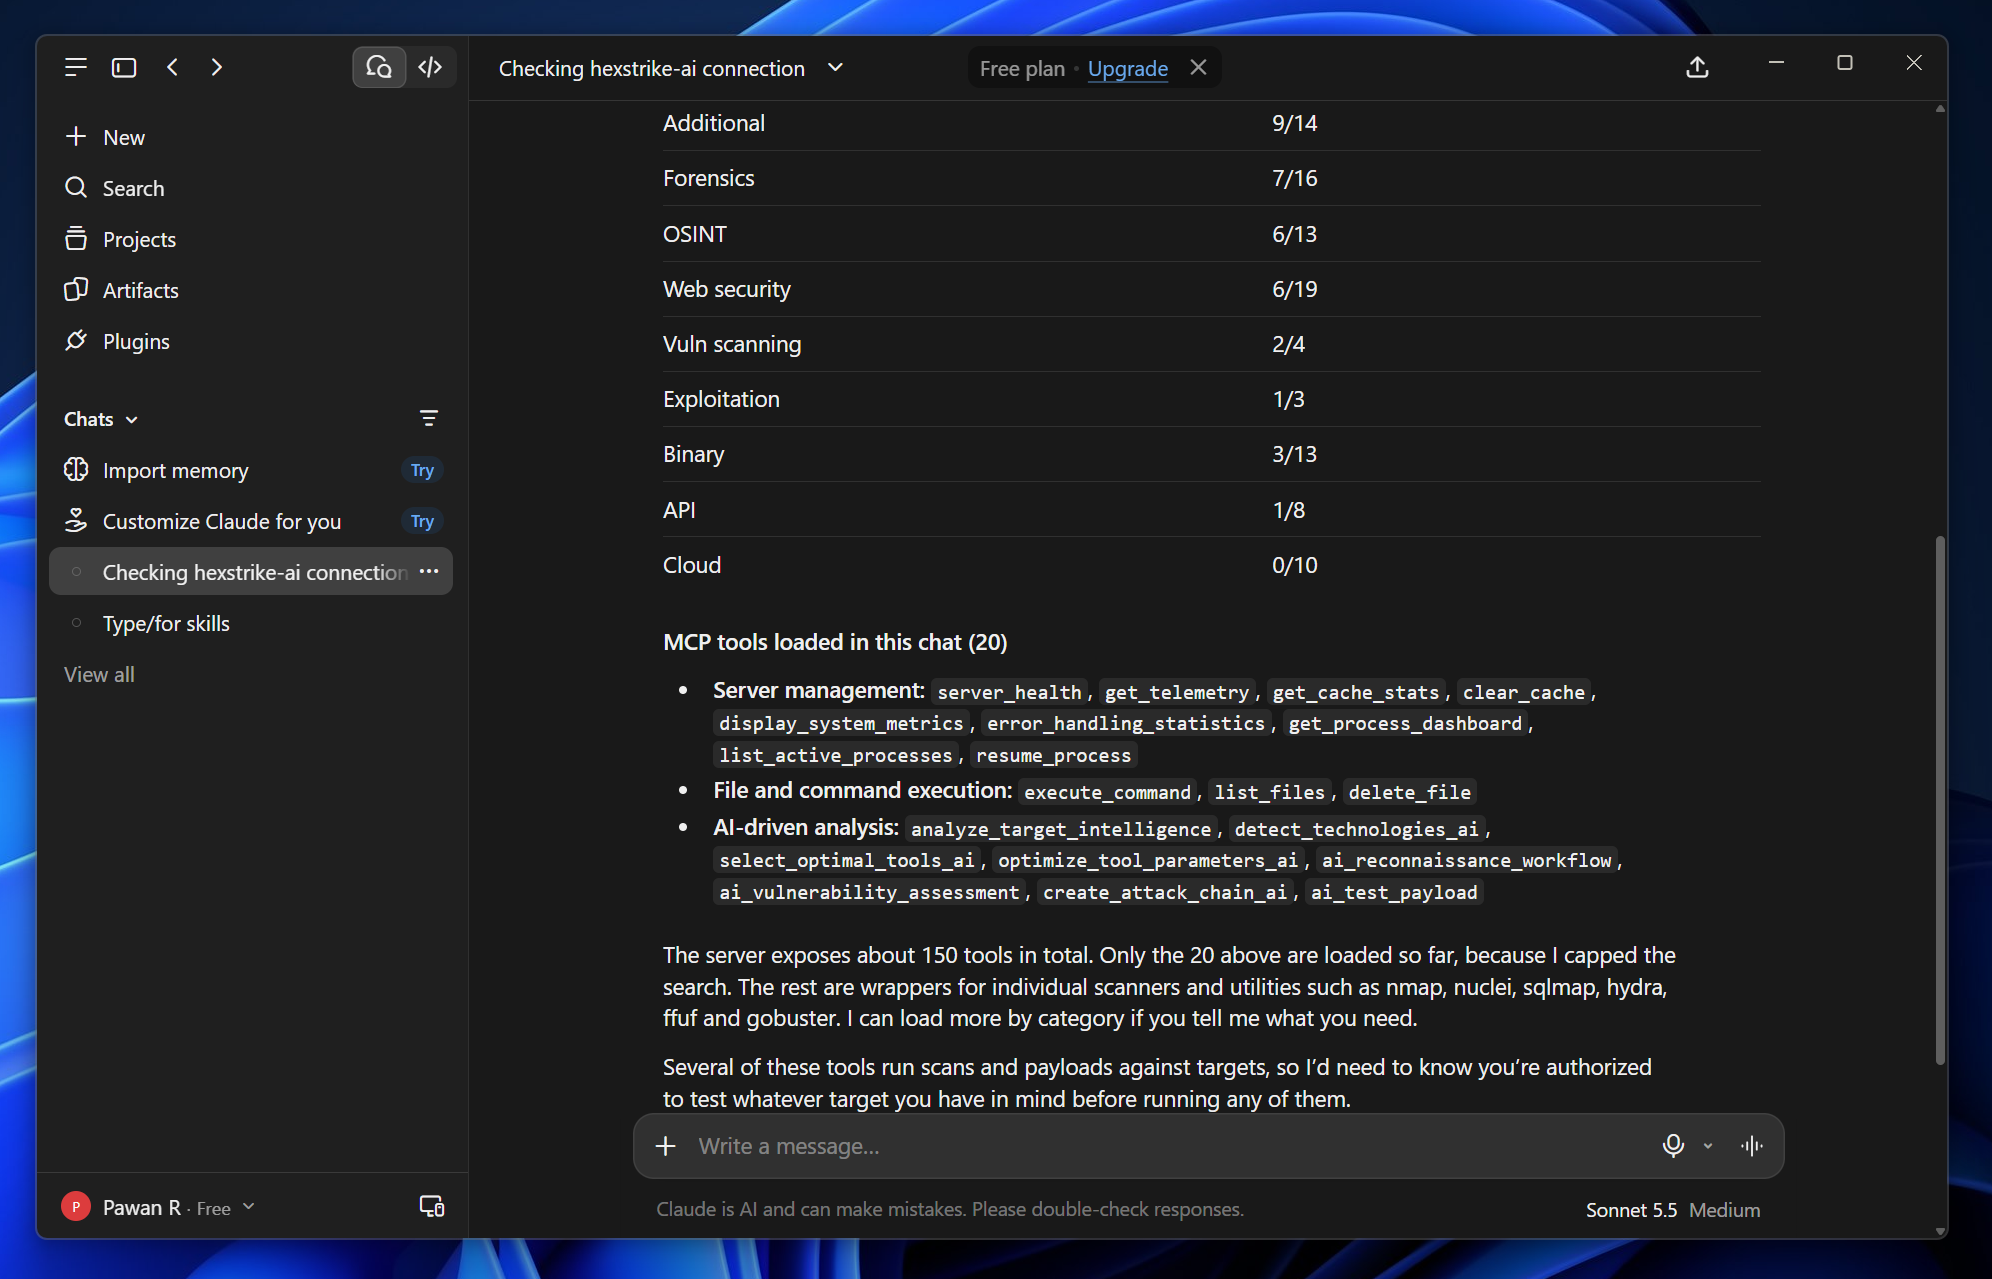 Checking hexstrike-ai connection
Free plan · Upgrade
New
Search
Projects
Artifacts
Plugins
Chats
Import memory Try
Customize Claude for you Try
Checking hexstrike-ai connection
Type/for skills
View all
P Pawan R · Free
Additional 9/14
Forensics 7/16
OSINT 6/13
Web security 6/19
Vuln scanning 2/4
Exploitation 1/3
Binary 3/13
API 1/8
Cloud 0/10
MCP tools loaded in this chat (20)
• Server management: server_health, get_telemetry, get_cache_stats, clear_cache,
display_system_metrics, error_handling_statistics, get_process_dashboard,
list_active_processes, resume_process
• File and command execution: execute_command, list_files, delete_file
• AI-driven analysis: analyze_target_intelligence, detect_technologies_ai,
select_optimal_tools_ai, optimize_tool_parameters_ai, ai_reconnaissance_workflow,
ai_vulnerability_assessment, create_attack_chain_ai, ai_test_payload
The server exposes about 150 tools in total. Only the 20 above are loaded so far, because I capped the
search. The rest are wrappers for individual scanners and utilities such as nmap, nuclei, sqlmap, hydra,
ffuf and gobuster. I can load more by category if you tell me what you need.
Several of these tools run scans and payloads against targets, so I’d need to know you’re authorized
to test whatever target you have in mind before running any of them.
Write a message...
Claude is AI and can make mistakes. Please double-check responses.
Sonnet 5.5 Medium